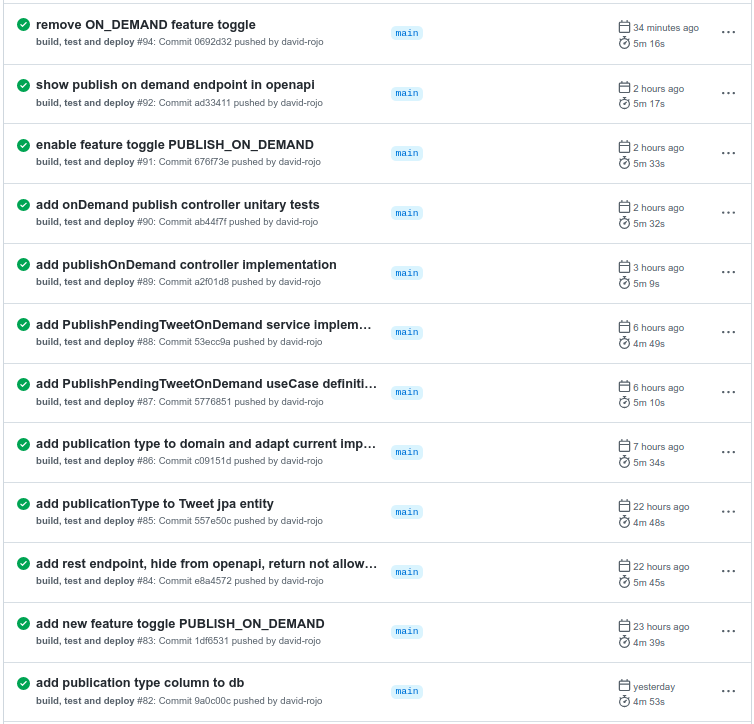 remove ON_DEMAND feature toggle
build, test and deploy #94: Commit 0692d32 pushed by david-rojo
main
34 minutes ago
5m 16s
show publish on demand endpoint in openapi
build, test and deploy #92: Commit ad33411 pushed by david-rojo
main
2 hours ago
5m 17s
enable feature toggle PUBLISH_ON_DEMAND
build, test and deploy #91: Commit 676f73e pushed by david-rojo
main
2 hours ago
5m 33s
add onDemand publish controller unitary tests
build, test and deploy #90: Commit ab44f7f pushed by david-rojo
main
2 hours ago
5m 32s
add publishOnDemand controller implementation
build, test and deploy #89: Commit a2f01d8 pushed by david-rojo
main
3 hours ago
5m 9s
add PublishPendingTweetOnDemand service implem…
build, test and deploy #88: Commit 53ecc9a pushed by david-rojo
main
6 hours ago
4m 49s
add PublishPendingTweetOnDemand useCase definiti…
build, test and deploy #87: Commit 5776851 pushed by david-rojo
main
6 hours ago
5m 10s
add publication type to domain and adapt current imp…
build, test and deploy #86: Commit c09151d pushed by david-rojo
main
7 hours ago
5m 34s
add publicationType to Tweet jpa entity
build, test and deploy #85: Commit 557e50c pushed by david-rojo
main
22 hours ago
4m 48s
add rest endpoint, hide from openapi, return not allow…
build, test and deploy #84: Commit e8a4572 pushed by david-rojo
main
22 hours ago
5m 45s
add new feature toggle PUBLISH_ON_DEMAND
build, test and deploy #83: Commit 1df6531 pushed by david-rojo
main
23 hours ago
4m 39s
add publication type column to db
build, test and deploy #82: Commit 9a0c00c pushed by david-rojo
main
yesterday
4m 53s